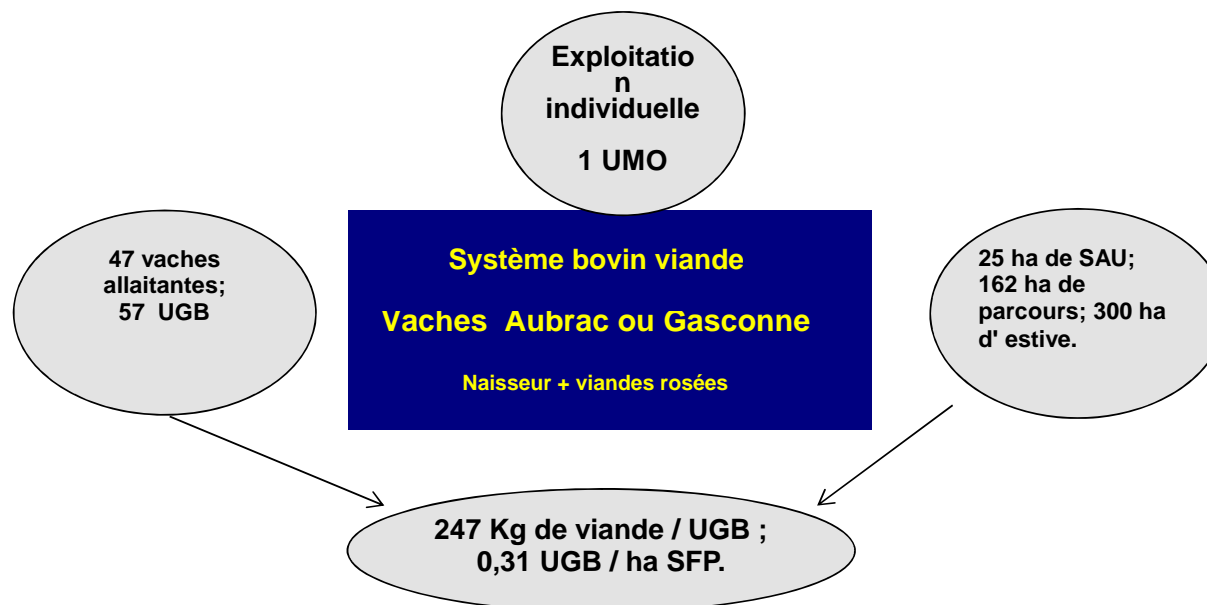 Exploitatio
n
individuelle
1 UMO
47 vaches
allaitantes;
57 UGB
Système bovin viande
Vaches Aubrac ou Gasconne
Naisseur + viandes rosées
25 ha de SAU;
162 ha de
parcours; 300 ha
d' estive.
247 Kg de viande / UGB ;
0,31 UGB / ha SFP.